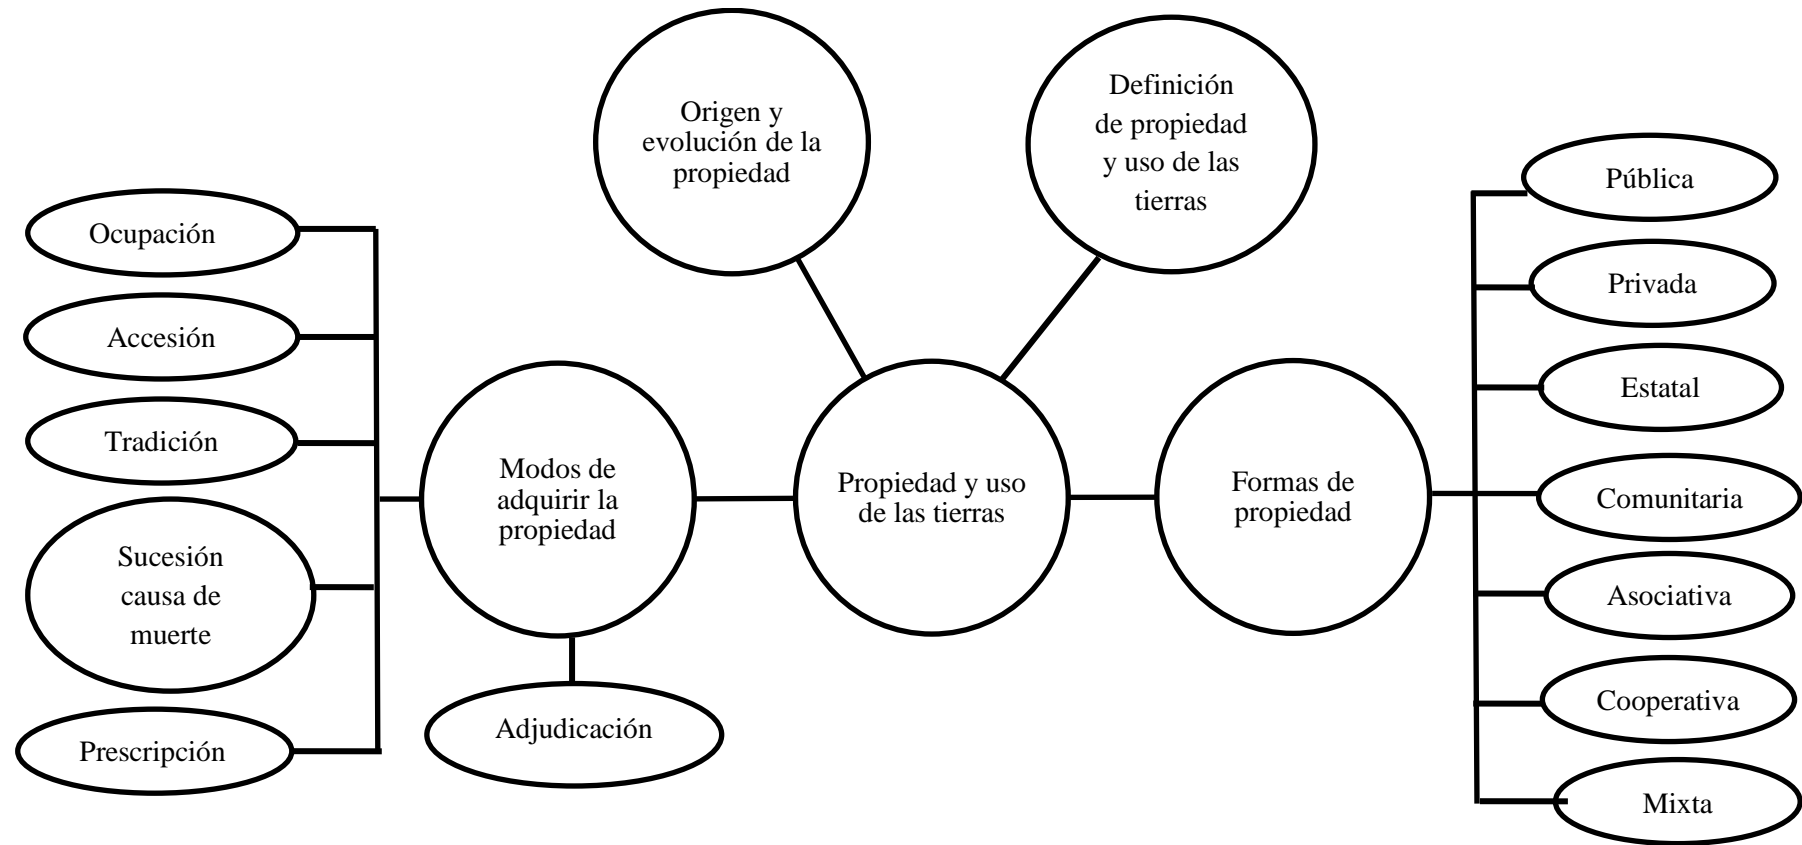 Origen y
evolución de la
propiedad
Definición
de propiedad
y uso de las
tierras
Ocupación
Accesión
Tradición
Sucesión
causa de
muerte
Prescripción
Modos de
adquirir la
propiedad
Adjudicación
Propiedad y uso
de las tierras
Formas de
propiedad
Pública
Privada
Estatal
Comunitaria
Asociativa
Cooperativa
Mixta